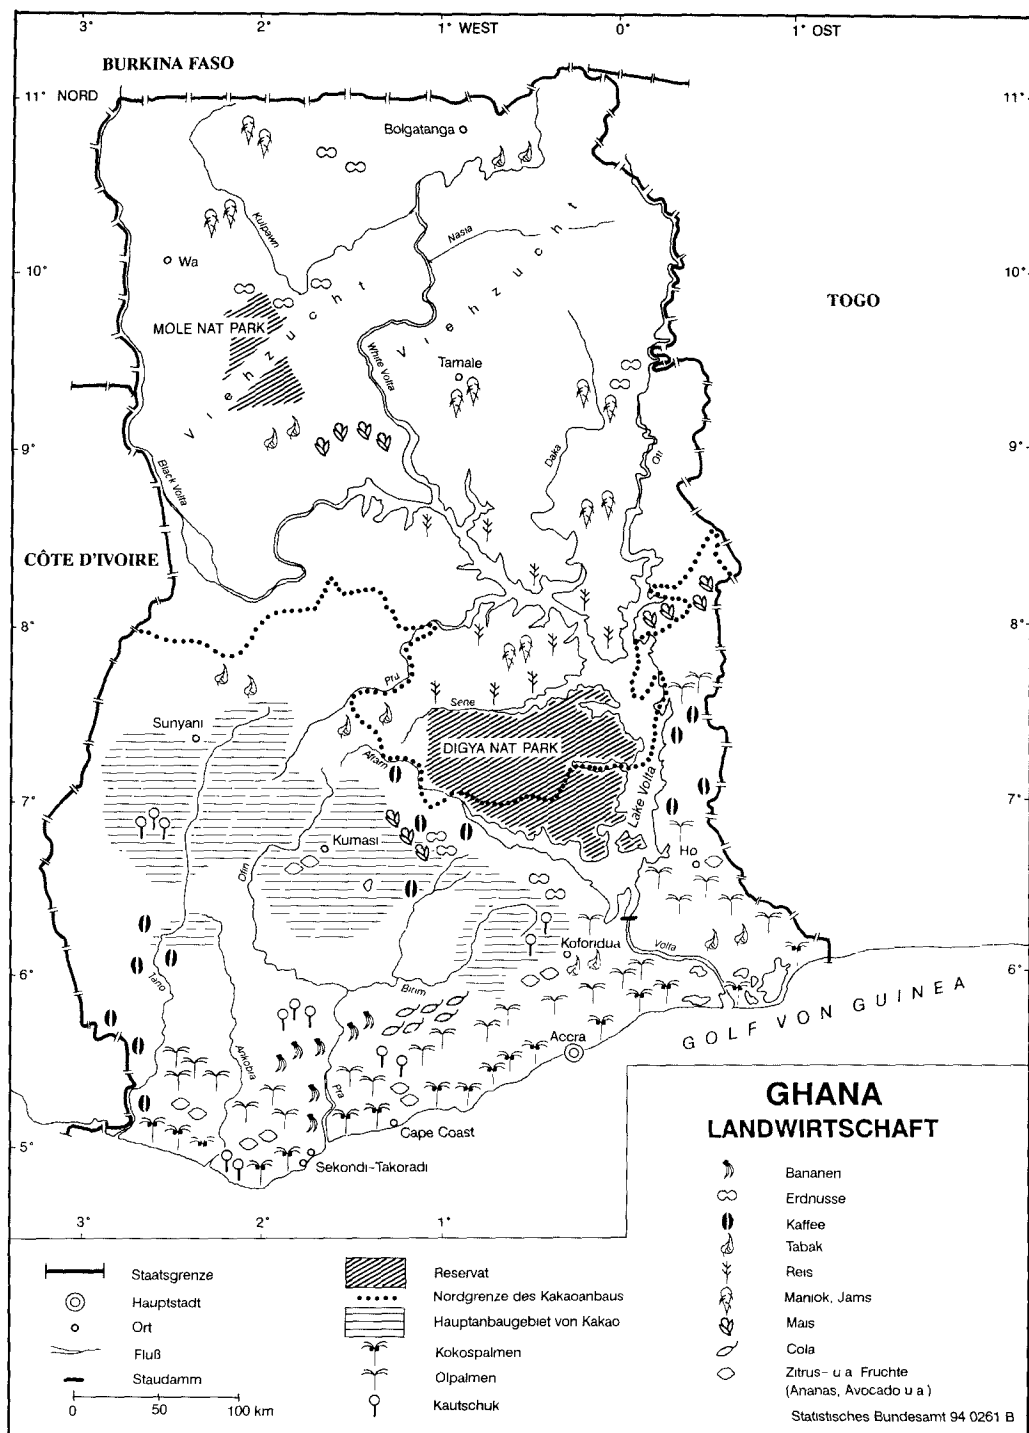 3° 2° 1° WEST 0° 1° OST
BURKINA FASO
11° NORD 11°
Bolgatanga
Kulpawn
Nasia
Wa
10° 10°
TOGO
MOLE NAT PARK
Viehzucht
Viehzucht
White Volta
Tamale
9° 9°
Black Volta
Daka
Oti
CÔTE D'IVOIRE
8° 8°
Pru
Sene
Sunyani
DIGYA NAT PARK
Afram
Lake Volta
7° 7°
Kumasi
Ofin
Ho
Koforidua
Volta
6° 6°
Tano
Birim
GOLF VON GUINEA
Ankobra
Accra
Pra
Cape Coast
5°
Sekondi-Takoradi
3° 2° 1° 0°
GHANA
LANDWIRTSCHAFT
Bananen
Erdnusse
Kaffee
Tabak
Reis
Maniok, Jams
Mais
Cola
Zitrus- u a Fruchte
(Ananas, Avocado u a)
Statistisches Bundesamt 94 0261 B
Staatsgrenze
Hauptstadt
Ort
Fluß
Staudamm
0 50 100 km
Reservat
Nordgrenze des Kakaoanbaus
Hauptanbaugebiet von Kakao
Kokospalmen
Olpalmen
Kautschuk